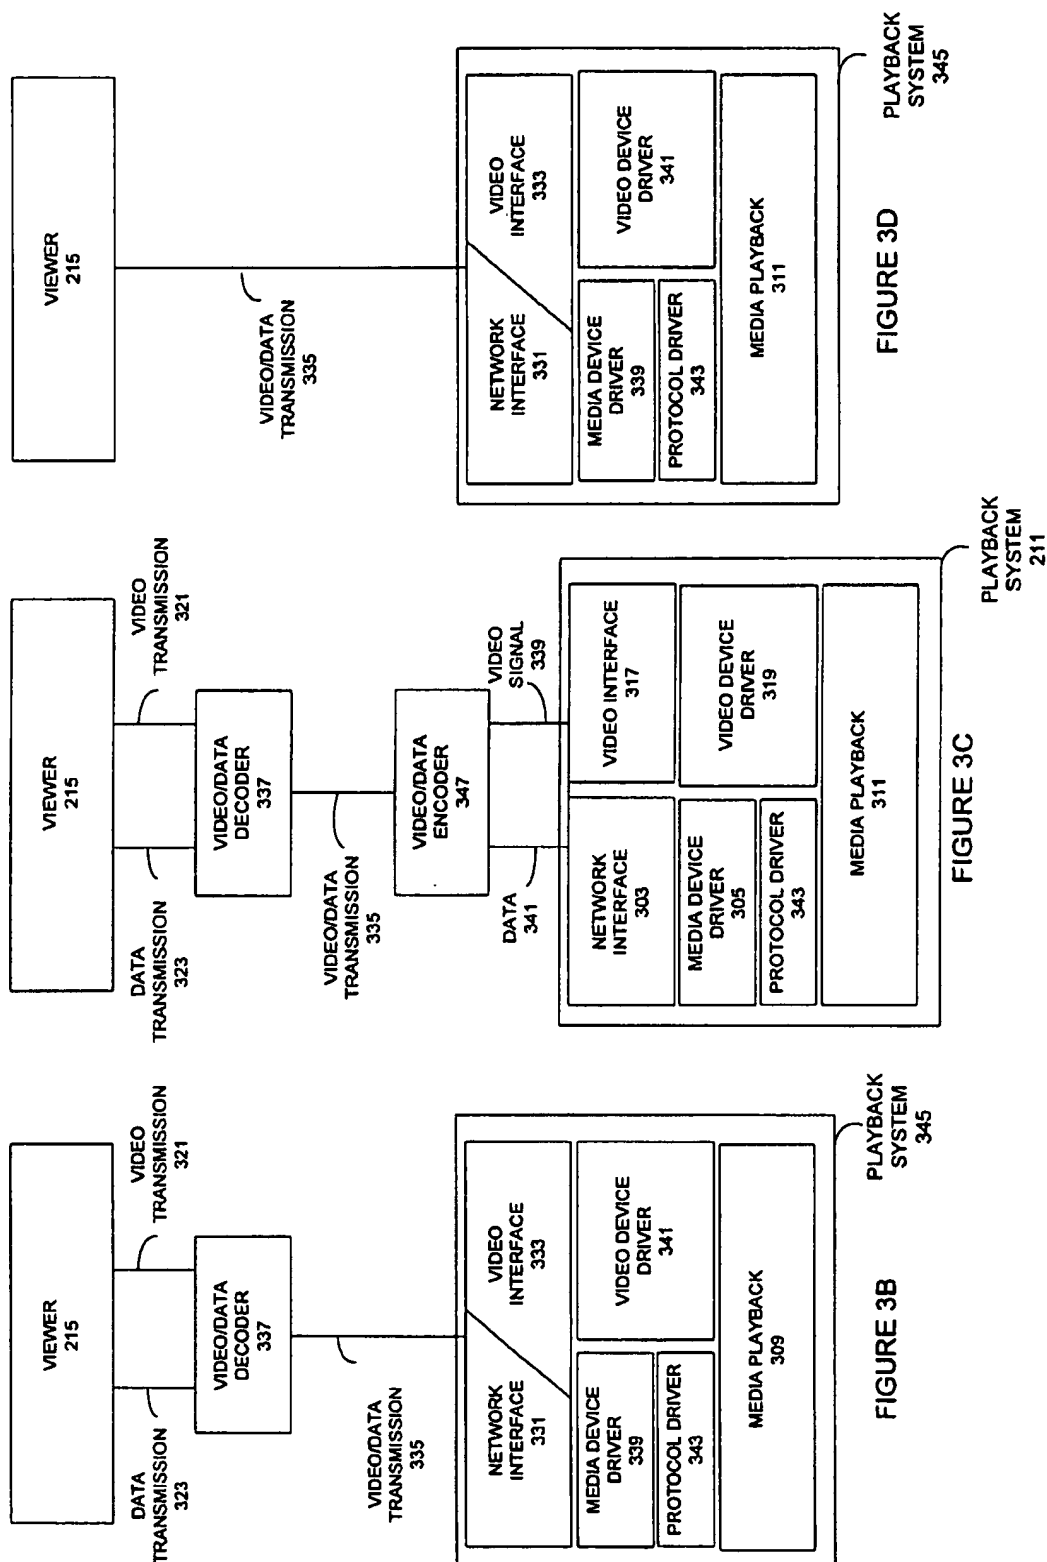 VIEWER
215
DATA
TRANSMISSION
323
VIDEO
TRANSMISSION
321
VIDEO/DATA
DECODER
337
VIDEO/DATA
TRANSMISSION
335
NETWORK
INTERFACE
331
VIDEO
INTERFACE
333
MEDIA DEVICE
DRIVER
339
PROTOCOL DRIVER
343
VIDEO DEVICE
DRIVER
341
MEDIA PLAYBACK
309
PLAYBACK
SYSTEM
345
FIGURE 3B
VIEWER
215
DATA
TRANSMISSION
323
VIDEO
TRANSMISSION
321
VIDEO/DATA
DECODER
337
VIDEO/DATA
TRANSMISSION
335
VIDEO/DATA
ENCODER
347
DATA
341
VIDEO
SIGNAL
339
NETWORK
INTERFACE
303
VIDEO INTERFACE
317
MEDIA DEVICE
DRIVER
305
PROTOCOL DRIVER
343
VIDEO DEVICE
DRIVER
319
MEDIA PLAYBACK
311
PLAYBACK
SYSTEM
211
FIGURE 3C
VIEWER
215
VIDEO/DATA
TRANSMISSION
335
NETWORK
INTERFACE
331
VIDEO
INTERFACE
333
MEDIA DEVICE
DRIVER
339
PROTOCOL DRIVER
343
VIDEO DEVICE
DRIVER
341
MEDIA PLAYBACK
311
PLAYBACK
SYSTEM
345
FIGURE 3D